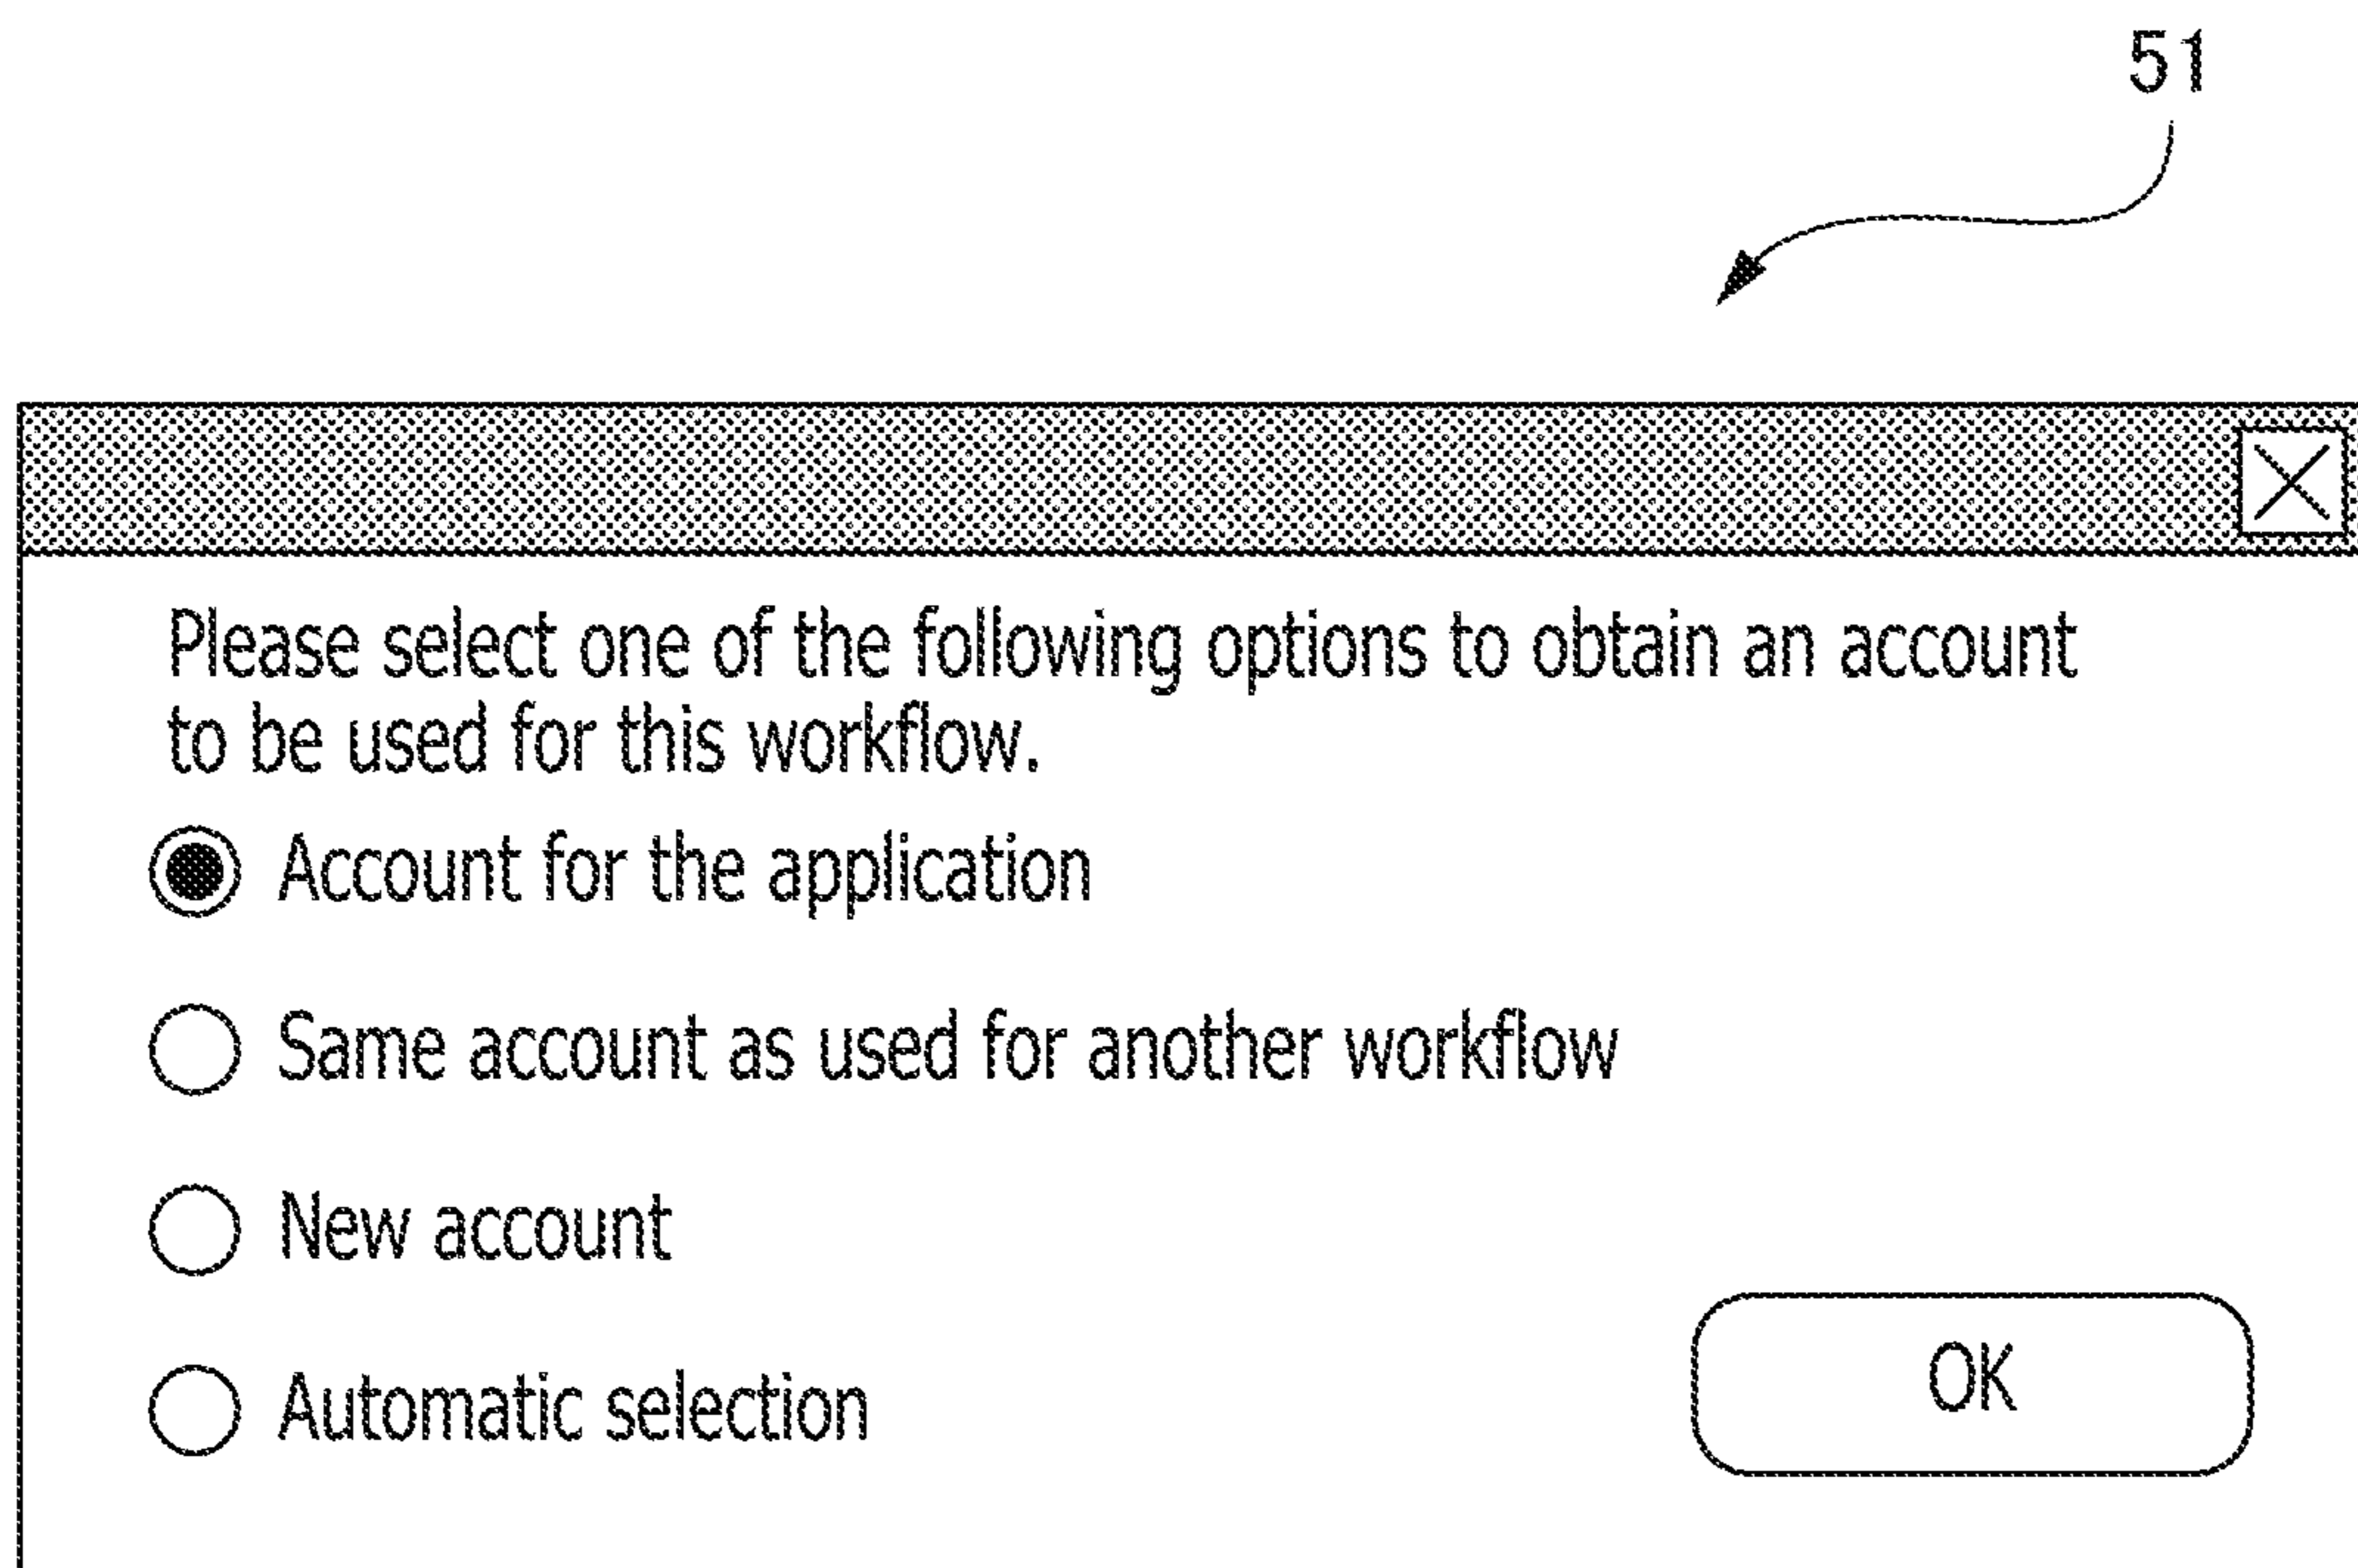 51
Please select one of the following options to obtain an account
to be used for this workflow.
Account for the application
Same account as used for another workflow
New account
Automatic selection
OK